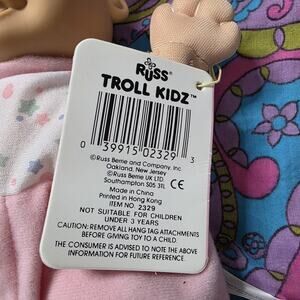 Russ®
TROLL KIDZ™
0 39915 02329 3
©Russ Berrie and Company, Inc.
Oakland, New Jersey
©Russ Berrie UK LTD.
Southampton SO5 3TL
CE
Made in China
Printed in Hong Kong
ITEM NO. 2329
NOT SUITABLE FOR CHILDREN
UNDER 3 YEARS
CAUTION: REMOVE ALL HANG TAG ATTACHMENTS
BEFORE GIVING TOY TO A CHILD.
THE CONSUMER IS ADVISED TO NOTE THE ABOVE
INFORMATION FOR FUTURE REFERENCE.